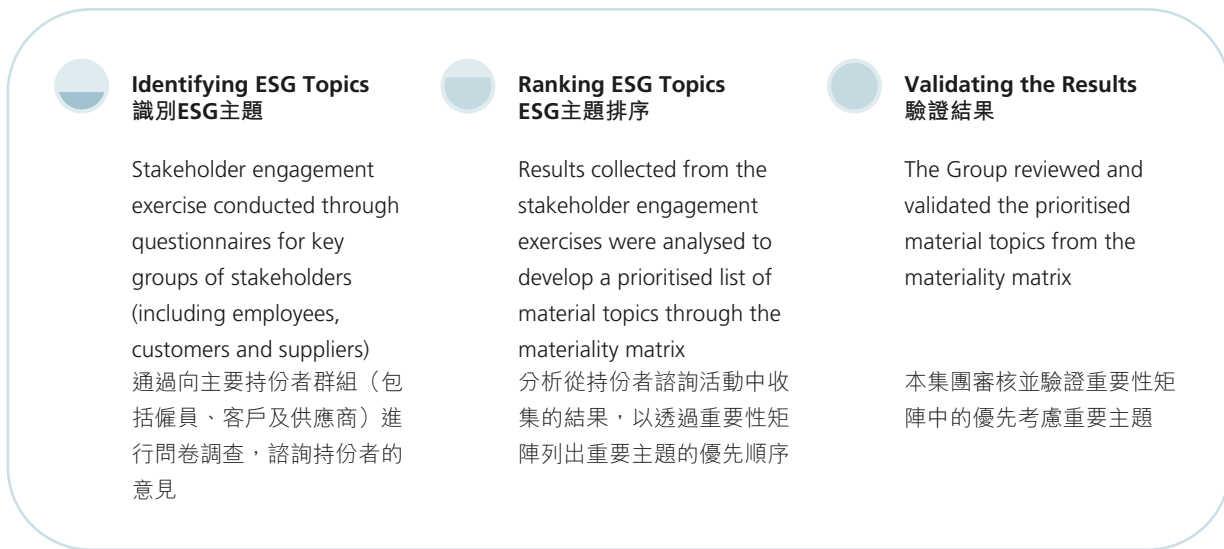 Identifying ESG Topics
識別ESG主題
Stakeholder engagement
exercise conducted through
questionnaires for key
groups of stakeholders
(including employees,
customers and suppliers)
通過向主要持份者群組（包
括僱員、客戶及供應商）進
行問卷調查，諮詢持份者的
意見
Ranking ESG Topics
ESG主題排序
Results collected from the
stakeholder engagement
exercises were analysed to
develop a prioritised list of
material topics through the
materiality matrix
分析從持份者諮詢活動中收
集的結果，以透過重要性矩
陣列出重要主題的優先順序
Validating the Results
驗證結果
The Group reviewed and
validated the prioritised
material topics from the
materiality matrix
本集團審核並驗證重要性矩
陣中的優先考慮重要主題